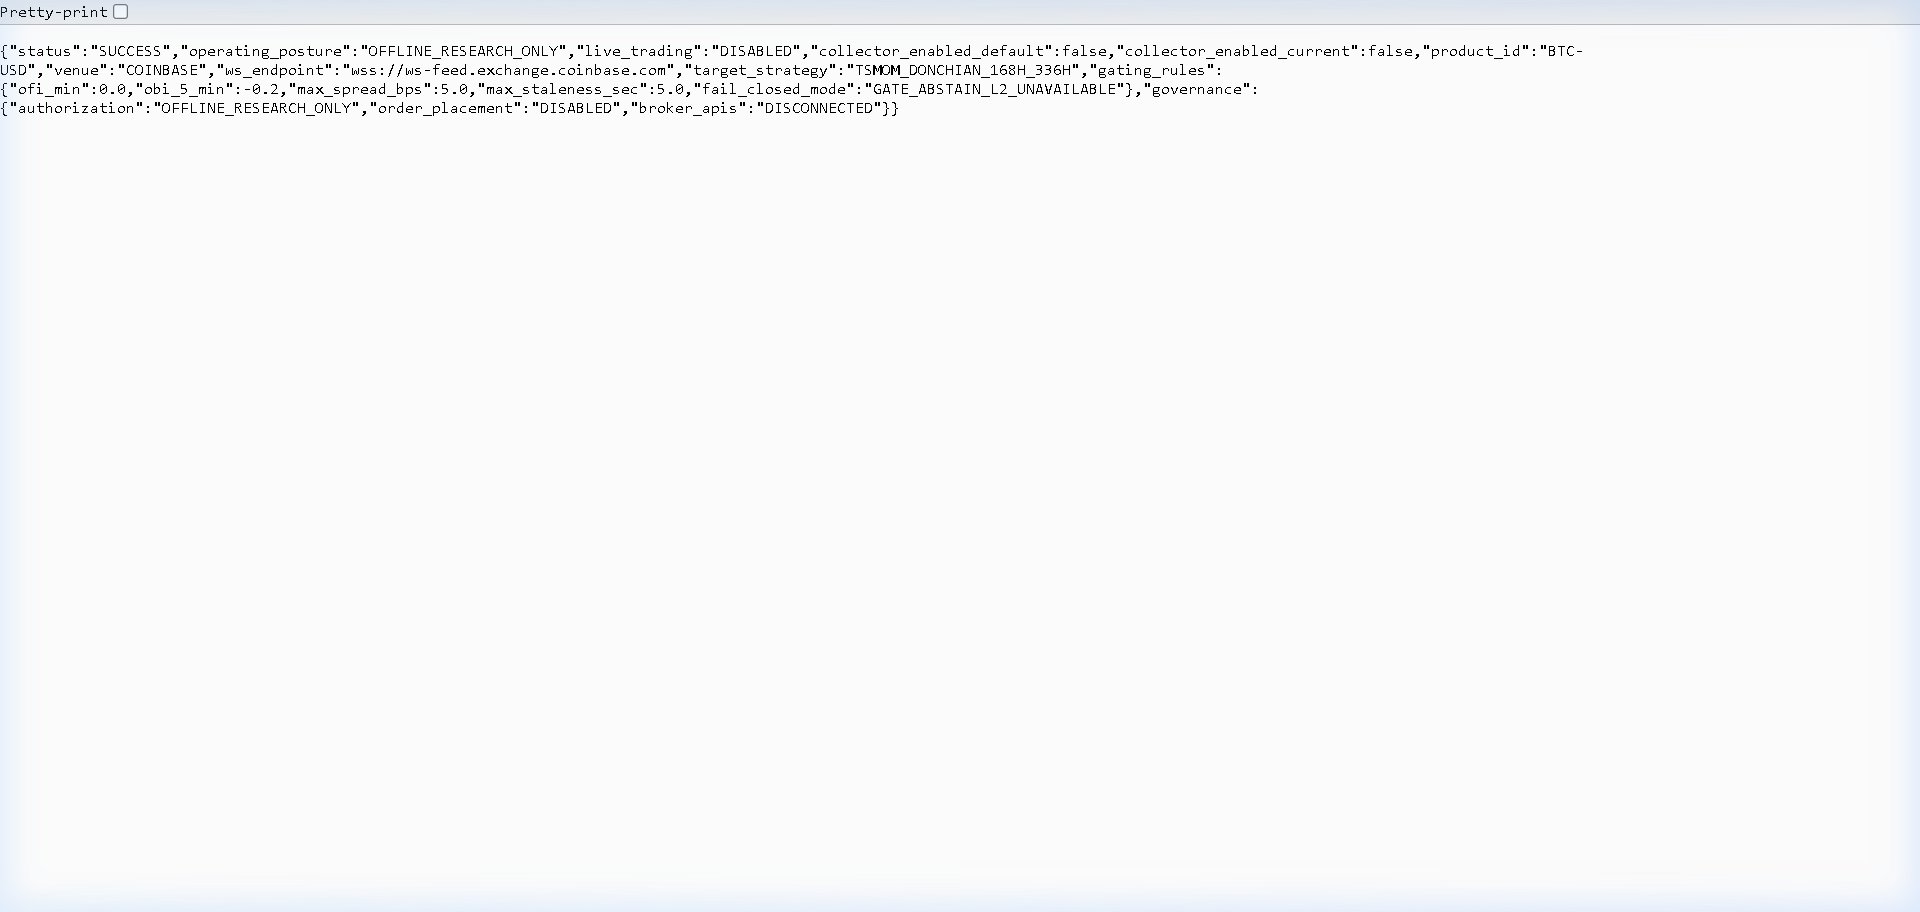 Pretty-print
{"status":"SUCCESS","operating_posture":"OFFLINE_RESEARCH_ONLY","live_trading":"DISABLED","collector_enabled_default":false,"collector_enabled_current":false,"product_id":"BTC-
USD","venue":"COINBASE","ws_endpoint":"wss://ws-feed.exchange.coinbase.com","target_strategy":"TSMOM_DONCHIAN_168H_336H","gating_rules":
{"ofi_min":0.0,"obi_5_min":-0.2,"max_spread_bps":5.0,"max_staleness_sec":5.0,"fail_closed_mode":"GATE_ABSTAIN_L2_UNAVAILABLE"},"governance":
{"authorization":"OFFLINE_RESEARCH_ONLY","order_placement":"DISABLED","broker_apis":"DISCONNECTED"}}